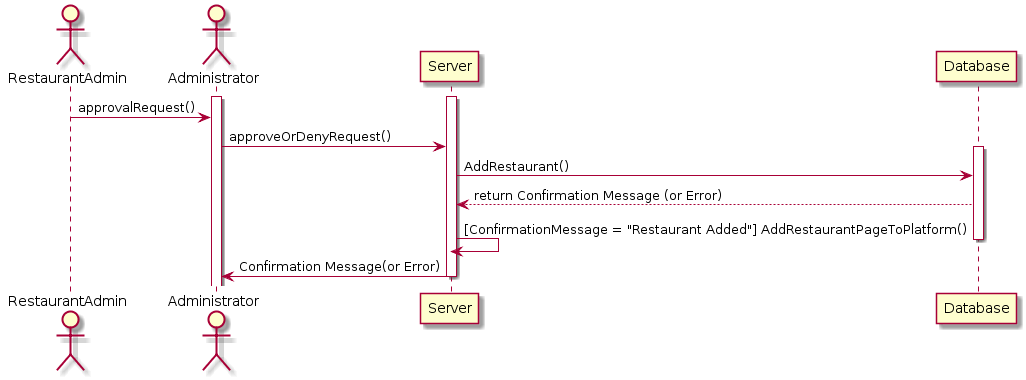 RestaurantAdmin
Administrator
Server
Database
approvalRequest()
approveOrDenyRequest()
AddRestaurant()
return Confirmation Message (or Error)
[ConfirmationMessage = "Restaurant Added"] AddRestaurantPageToPlatform()
Confirmation Message(or Error)
RestaurantAdmin
Administrator
Server
Database